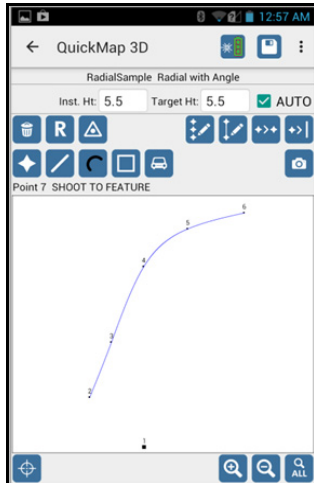 12:57 AM
QuickMap 3D
RadialSample Radial with Angle
Inst. Ht: 5.5 Target Ht: 5.5 AUTO
R
Point 7 SHOOT TO FEATURE
6
5
4
3
2
1
ALL